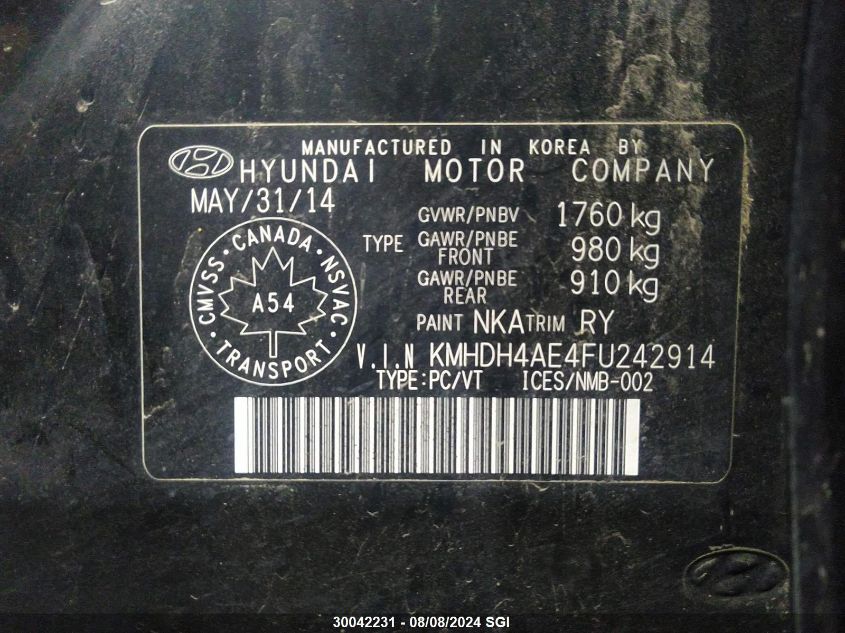 MANUFACTURED IN KOREA BY
HYUNDAI MOTOR COMPANY
MAY/31/14
GVWR/PNBV 1760 kg
TYPE GAWR/PNBE FRONT 980 kg
GAWR/PNBE REAR 910 kg
CMVSS · CANADA · NSVAC
A54
TRANSPORT
PAINT NKA TRIM RY
V.I.N KMHDH4AE4FU242914
TYPE:PC/VT ICES/NMB-002
30042231 - 08/08/2024 SGI